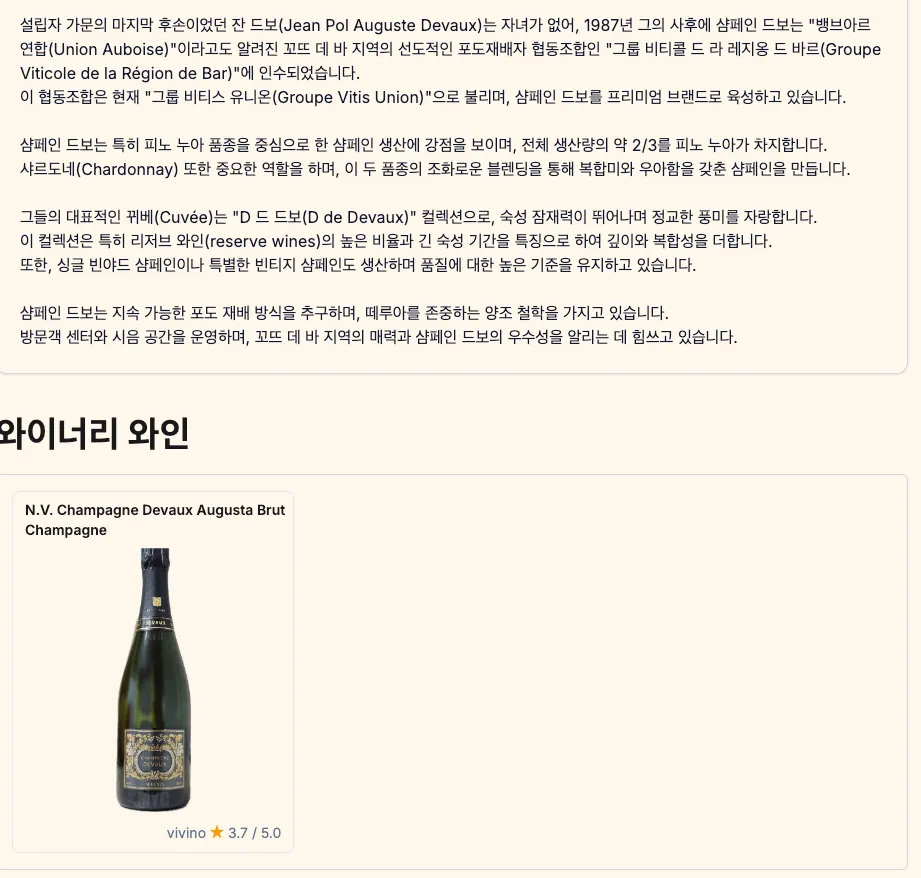 설립자 가문의 마지막 후손이었던 잔 드보(Jean Pol Auguste Devaux)는 자녀가 없어, 1987년 그의 사후에 샴페인 드보는 "뱅브아르
연합(Union Auboise)"이라고도 알려진 꼬뜨 데 바 지역의 선도적인 포도재배자 협동조합인 "그룹 비티콜 드 라 레지옹 드 바르(Groupe
Viticole de la Région de Bar)"에 인수되었습니다.
이 협동조합은 현재 "그룹 비티스 유니온(Groupe Vitis Union)"으로 불리며, 샴페인 드보를 프리미엄 브랜드로 육성하고 있습니다.
샴페인 드보는 특히 피노 누아 품종을 중심으로 한 샴페인 생산에 강점을 보이며, 전체 생산량의 약 2/3를 피노 누아가 차지합니다.
샤르도네(Chardonnay) 또한 중요한 역할을 하며, 이 두 품종의 조화로운 블렌딩을 통해 복합미와 우아함을 갖춘 샴페인을 만듭니다.
그들의 대표적인 뀌베(Cuvée)는 "D 드 드보(D de Devaux)" 컬렉션으로, 숙성 잠재력이 뛰어나며 정교한 풍미를 자랑합니다.
이 컬렉션은 특히 리저브 와인(reserve wines)의 높은 비율과 긴 숙성 기간을 특징으로 하여 깊이와 복합성을 더합니다.
또한, 싱글 빈야드 샴페인이나 특별한 빈티지 샴페인도 생산하며 품질에 대한 높은 기준을 유지하고 있습니다.
샴페인 드보는 지속 가능한 포도 재배 방식을 추구하며, 떼루아를 존중하는 양조 철학을 가지고 있습니다.
방문객 센터와 시음 공간을 운영하며, 꼬뜨 데 바 지역의 매력과 샴페인 드보의 우수성을 알리는 데 힘쓰고 있습니다.
와이너리 와인
N.V. Champagne Devaux Augusta Brut
Champagne
DEVAUX
CHAMPAGNE
DEVAUX
vivino ★ 3.7 / 5.0